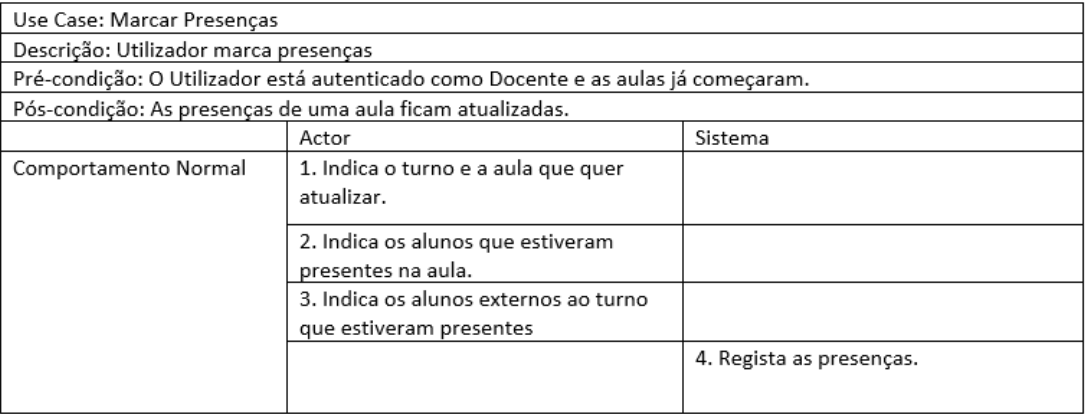 Use Case: Marcar Presenças
Descrição: Utilizador marca presenças
Pré-condição: O Utilizador está autenticado como Docente e as aulas já começaram.
Pós-condição: As presenças de uma aula ficam atualizadas.
Actor
Sistema
Comportamento Normal
1. Indica o turno e a aula que quer
atualizar.
2. Indica os alunos que estiveram
presentes na aula.
3. Indica os alunos externos ao turno
que estiveram presentes
4. Regista as presenças.